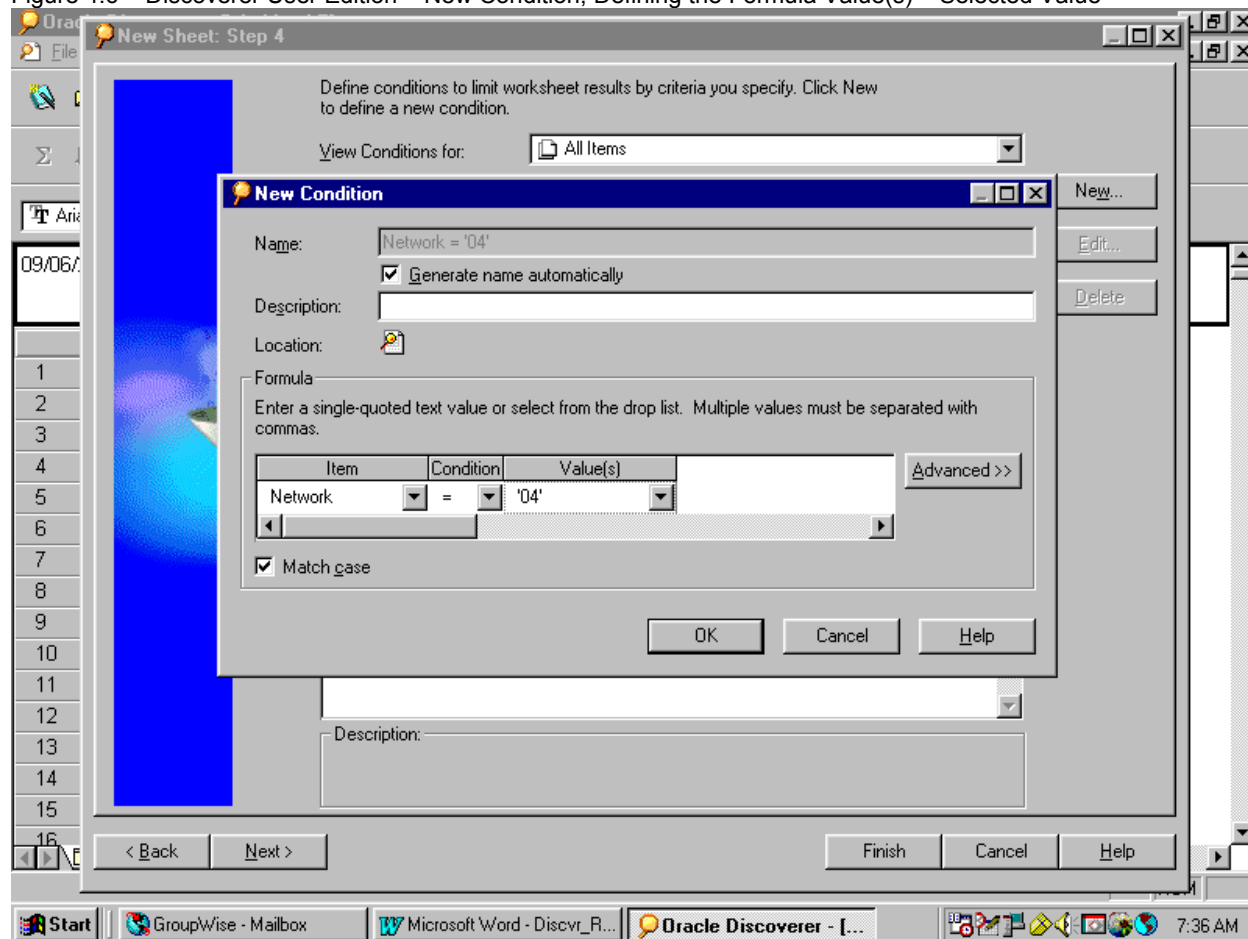 New Sheet: Step 4
File
Define conditions to limit worksheet results by criteria you specify. Click New
to define a new condition.
View Conditions for: All Items
New Condition
New...
Name: Network = '04'
Edit...
Generate name automatically
09/06/
Description:
Delete
Location:
Formula
Enter a single-quoted text value or select from the drop list. Multiple values must be separated with
commas.
Item Condition Value(s)
Advanced >>
Network = '04'
Match case
OK Cancel Help
1
2
3
4
5
6
7
8
9
10
11
12
13
14
15
16
Description:
< Back Next > Finish Cancel Help
Start GroupWise - Mailbox Microsoft Word - Discvr_R... Oracle Discoverer - [... 7:36 AM